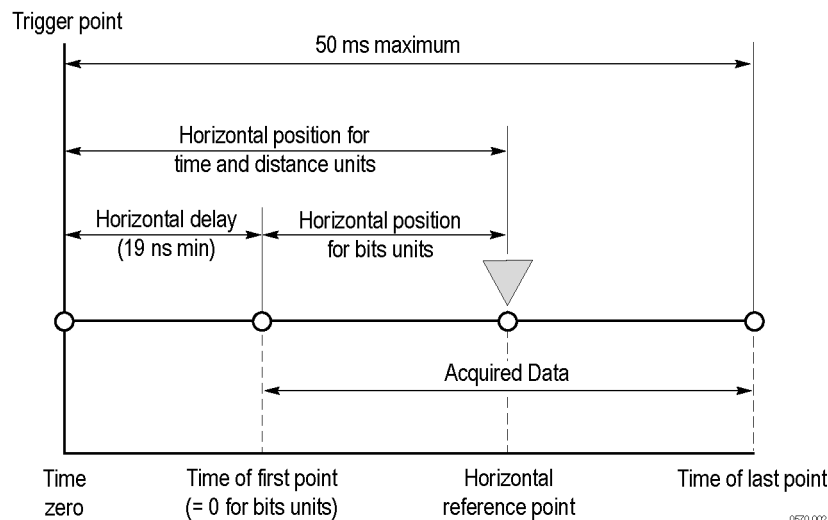 Trigger point
50 ms maximum
Horizontal position for
time and distance units
Horizontal delay
(19 ns min)
Horizontal position
for bits units
Acquired Data
Time
zero
Time of first point
(= 0 for bits units)
Horizontal
reference point
Time of last point